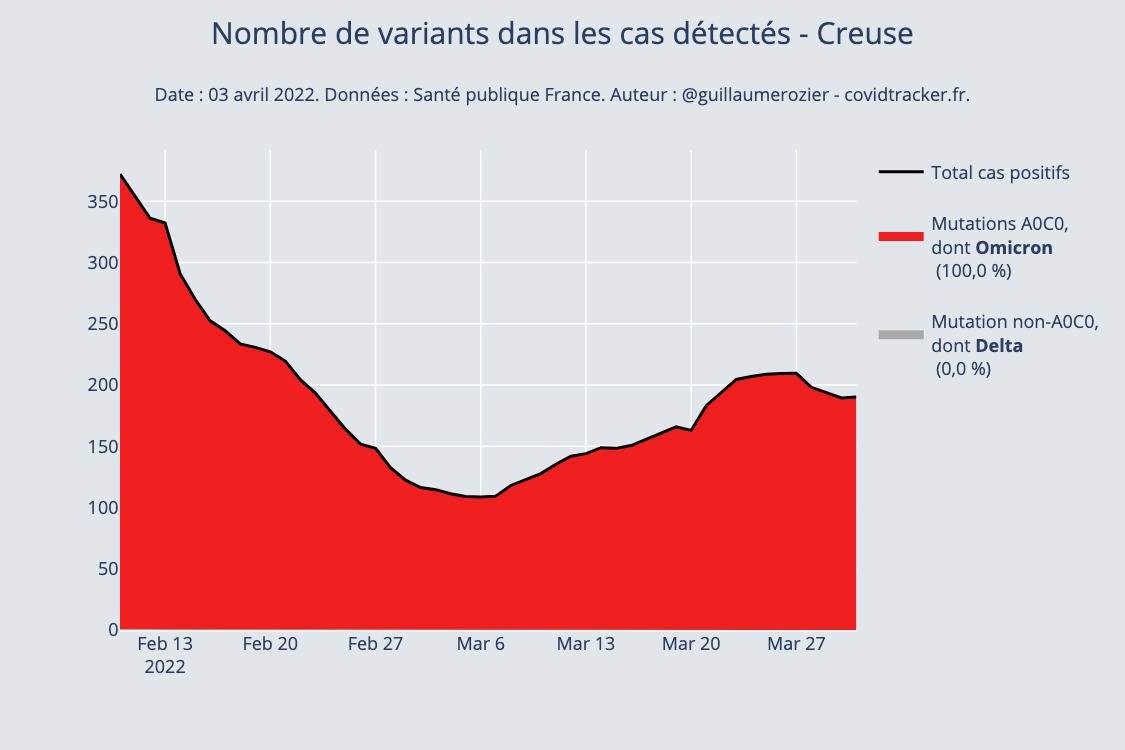 Nombre de variants dans les cas détectés - Creuse
Date : 03 avril 2022. Données : Santé publique France. Auteur : @guillaumerozier - covidtracker.fr.
Total cas positifs
Mutations A0C0,
dont Omicron
(100,0 %)
Mutation non-A0C0,
dont Delta
(0,0 %)
350
300
250
200
150
100
50
0
Feb 13
2022
Feb 20
Feb 27
Mar 6
Mar 13
Mar 20
Mar 27